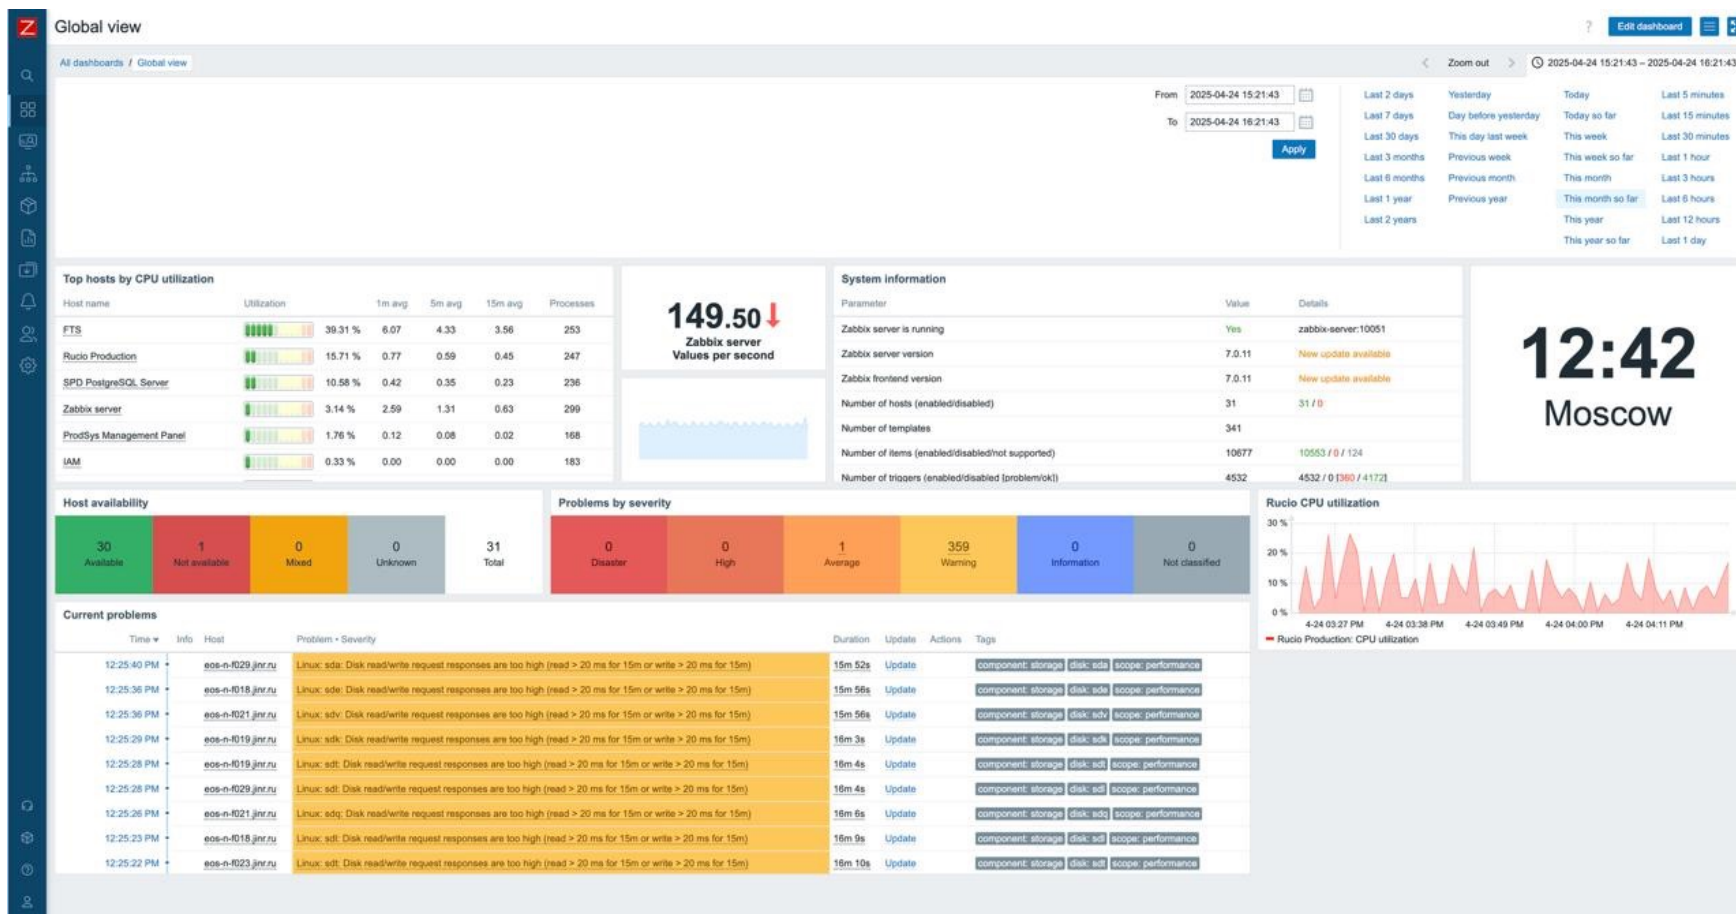 Z Global view ? Edit dashboard
All dashboards / Global view Zoom out 2025-04-24 15:21:43 – 2025-04-24 16:21:43
From 2025-04-24 15:21:43 Last 2 days Yesterday Today Last 5 minutes
To 2025-04-24 16:21:43 Last 7 days Day before yesterday Today so far Last 15 minutes
Last 30 days This day last week This week Last 30 minutes
Apply Last 3 months Previous week This week so far Last 1 hour
Last 6 months Previous month This month Last 3 hours
Last 1 year Previous year This month so far Last 6 hours
Last 2 years This year Last 12 hours
This year so far Last 1 day
Top hosts by CPU utilization
Host name Utilization 1m avg 5m avg 15m avg Processes
FTS 39.31 % 6.07 4.33 3.56 253
Rucio Production 15.71 % 0.77 0.59 0.45 247
SPD PostgreSQL Server 10.58 % 0.42 0.35 0.23 236
Zabbix server 3.14 % 2.59 1.31 0.63 299
ProdSys Management Panel 1.76 % 0.12 0.08 0.02 168
IAM 0.33 % 0.00 0.00 0.00 183
149.50
Zabbix server
Values per second
System information
Parameter Value Details
Zabbix server is running Yes zabbix-server:10051
Zabbix server version 7.0.11 New update available
Zabbix frontend version 7.0.11 New update available
Number of hosts (enabled/disabled) 31 31 / 0
Number of templates 341
Number of items (enabled/disabled/not supported) 10677 10553 / 0 / 124
Number of triggers (enabled/disabled [problem/ok]) 4532 4532 / 0 [360 / 4172]
12:42
Moscow
Host availability
30 1 0 0 31
Available Not available Mixed Unknown Total
Problems by severity
0 0 1 359 0 0
Disaster High Average Warning Information Not classified
Rucio CPU utilization
30 %
20 %
10 %
0 %
4-24 03:27 PM 4-24 03:38 PM 4-24 03:49 PM 4-24 04:00 PM 4-24 04:11 PM
Rucio Production: CPU utilization
Current problems
Time Info Host Problem • Severity Duration Update Actions Tags
12:25:40 PM eos-n-f029.jinr.ru Linux: sda: Disk read/write request responses are too high (read > 20 ms for 15m or write > 20 ms for 15m) 15m 52s Update component: storage disk: sda scope: performance
12:25:36 PM eos-n-f018.jinr.ru Linux: sde: Disk read/write request responses are too high (read > 20 ms for 15m or write > 20 ms for 15m) 15m 56s Update component: storage disk: sde scope: performance
12:25:36 PM eos-n-f021.jinr.ru Linux: sdv: Disk read/write request responses are too high (read > 20 ms for 15m or write > 20 ms for 15m) 15m 56s Update component: storage disk: sdv scope: performance
12:25:29 PM eos-n-f019.jinr.ru Linux: sdk: Disk read/write request responses are too high (read > 20 ms for 15m or write > 20 ms for 15m) 16m 3s Update component: storage disk: sdk scope: performance
12:25:28 PM eos-n-f019.jinr.ru Linux: sdt: Disk read/write request responses are too high (read > 20 ms for 15m or write > 20 ms for 15m) 16m 4s Update component: storage disk: sdt scope: performance
12:25:28 PM eos-n-f029.jinr.ru Linux: sdl: Disk read/write request responses are too high (read > 20 ms for 15m or write > 20 ms for 15m) 16m 4s Update component: storage disk: sdl scope: performance
12:25:26 PM eos-n-f021.jinr.ru Linux: sdq: Disk read/write request responses are too high (read > 20 ms for 15m or write > 20 ms for 15m) 16m 6s Update component: storage disk: sdq scope: performance
12:25:23 PM eos-n-f018.jinr.ru Linux: sdl: Disk read/write request responses are too high (read > 20 ms for 15m or write > 20 ms for 15m) 16m 9s Update component: storage disk: sdl scope: performance
12:25:22 PM eos-n-f023.jinr.ru Linux: sdt: Disk read/write request responses are too high (read > 20 ms for 15m or write > 20 ms for 15m) 16m 10s Update component: storage disk: sdt scope: performance